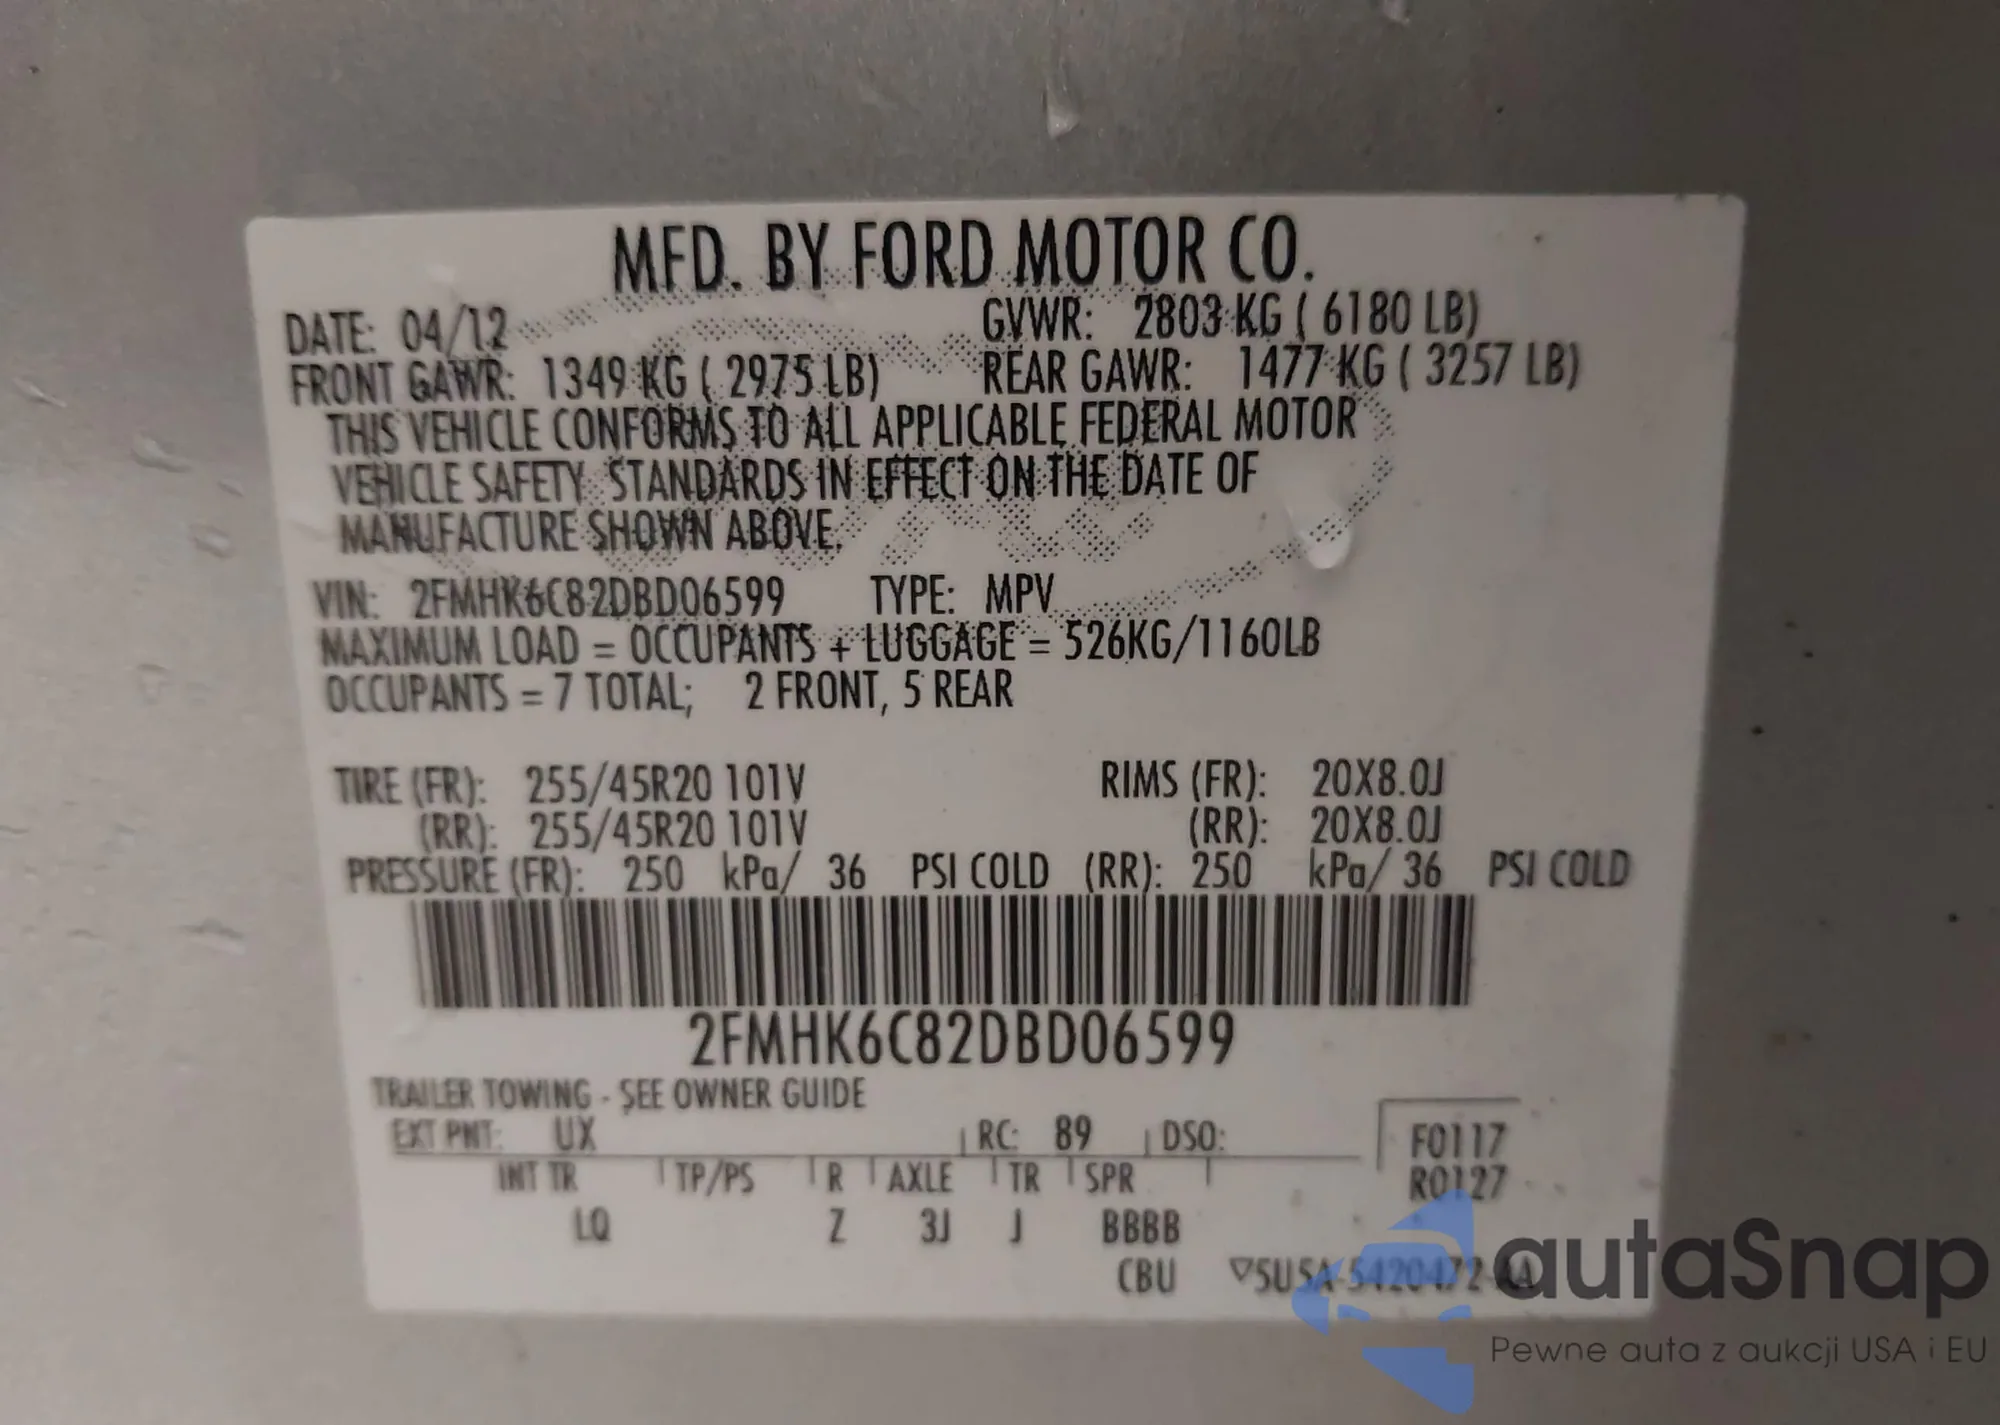 MFD. BY FORD MOTOR CO.
DATE: 04/12 GVWR: 2803 KG ( 6180 LB)
FRONT GAWR: 1349 KG ( 2975 LB) REAR GAWR: 1477 KG ( 3257 LB)
THIS VEHICLE CONFORMS TO ALL APPLICABLE FEDERAL MOTOR
VEHICLE SAFETY STANDARDS IN EFFECT ON THE DATE OF
MANUFACTURE SHOWN ABOVE.
VIN: 2FMHK6C82DBD06599 TYPE: MPV
MAXIMUM LOAD = OCCUPANTS + LUGGAGE = 526KG/1160LB
OCCUPANTS = 7 TOTAL; 2 FRONT, 5 REAR
TIRE (FR): 255/45R20 101V RIMS (FR): 20X8.0J
(RR): 255/45R20 101V (RR): 20X8.0J
PRESSURE (FR): 250 kPa/ 36 PSI COLD (RR): 250 kPa/ 36 PSI COLD
2FMHK6C82DBD06599
TRAILER TOWING - SEE OWNER GUIDE
EXT PNT: UX RC: 89 DSO: F0117
INT TR TP/PS R AXLE TR SPR R0127
LQ Z 3J J BBBB
CBU ▽5U5A-5420472-AA
autaSnap
Pewne auta z aukcji USA i EU